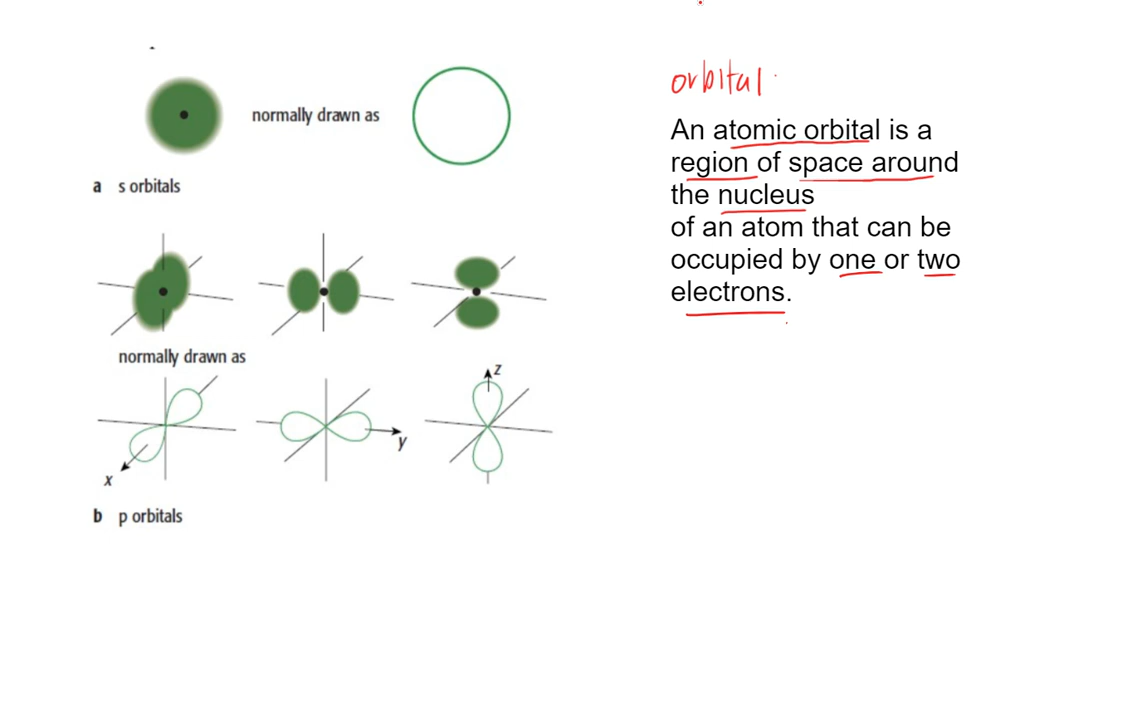 normally drawn as
a s orbitals
normally drawn as
x
y
z
b p orbitals
orbital
An atomic orbital is a
region of space around
the nucleus
of an atom that can be
occupied by one or two
electrons.